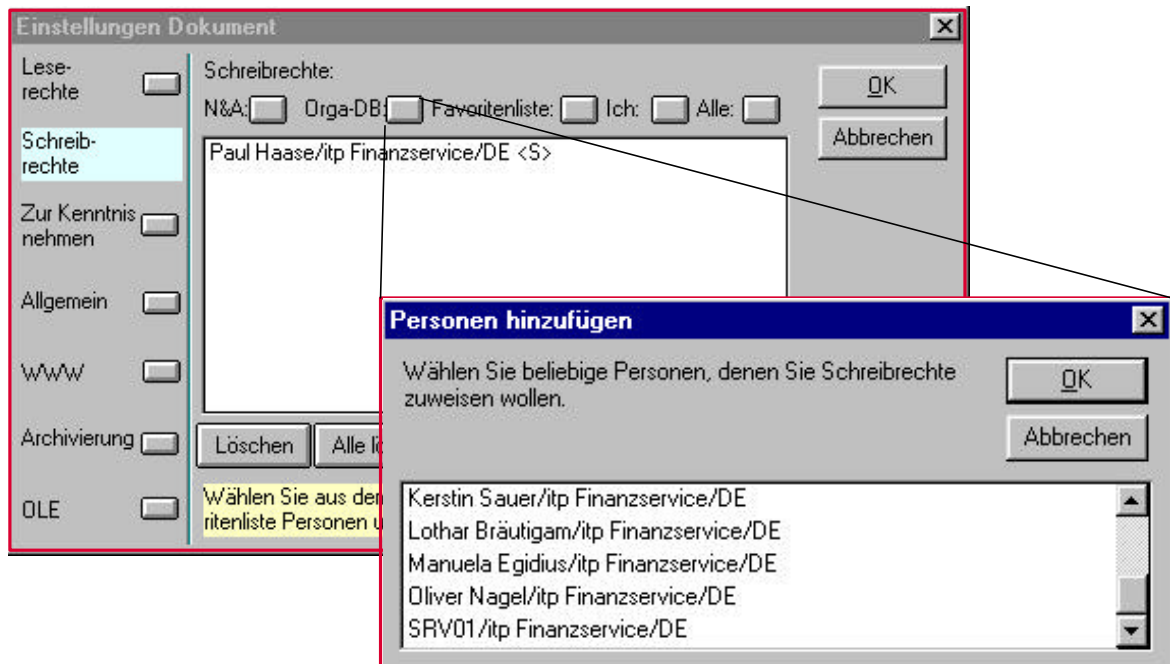 Einstellungen Dokument
Lese-
rechte
Schreib-
rechte
Zur Kenntnis
nehmen
Allgemein
WWW
Archivierung
OLE
Schreibrechte:
N&A: Orga-DB: Favoritenliste: Ich: Alle:
Paul Haase/itp Finanzservice/DE <S>
OK
Abbrechen
Löschen
Alle
Wählen Sie aus der
ritenliste Personen u
Personen hinzufügen
Wählen Sie beliebige Personen, denen Sie Schreibrechte
zuweisen wollen.
OK
Abbrechen
Kerstin Sauer/itp Finanzservice/DE
Lothar Bräutigam/itp Finanzservice/DE
Manuela Egidius/itp Finanzservice/DE
Oliver Nagel/itp Finanzservice/DE
SRV01/itp Finanzservice/DE